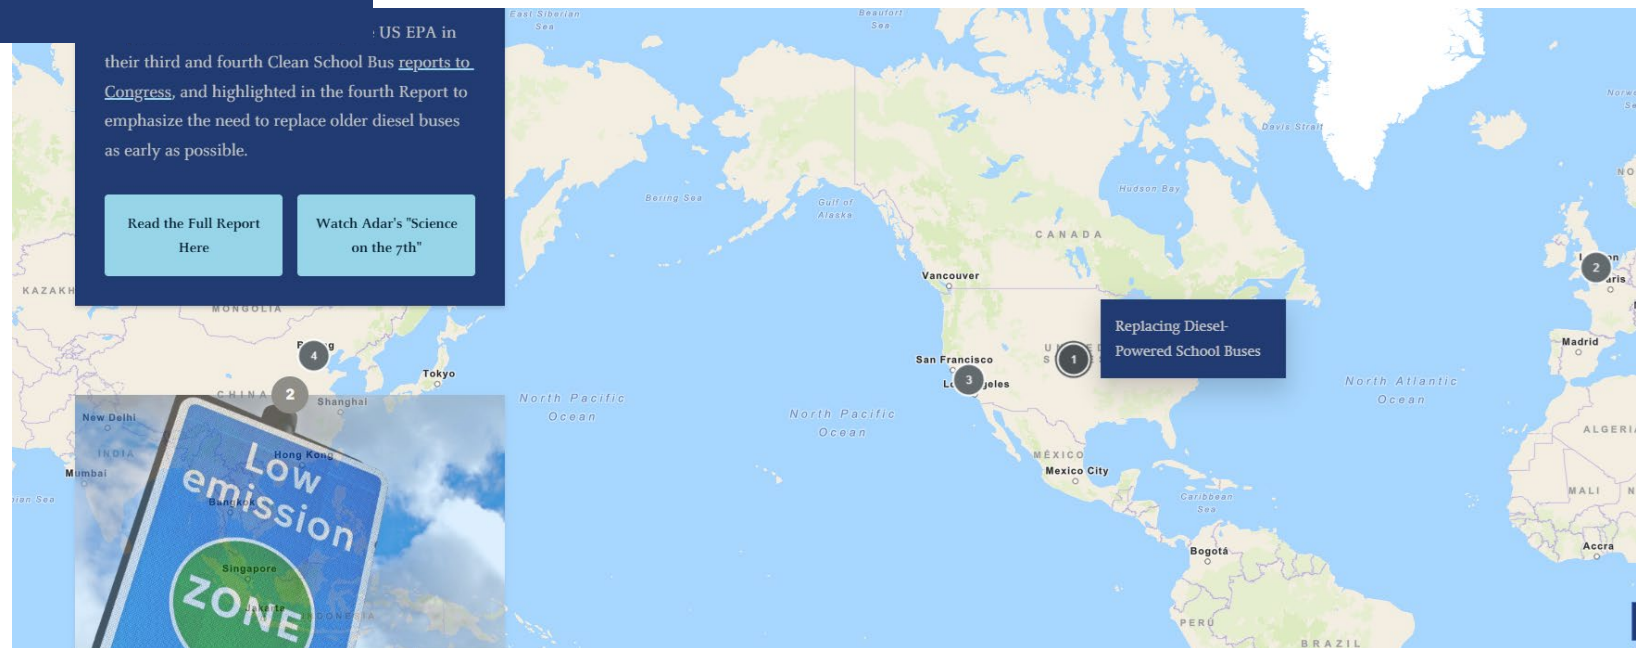 US EPA in
their third and fourth Clean School Bus reports to
Congress, and highlighted in the fourth Report to
emphasize the need to replace older diesel buses
as early as possible.
Read the Full Report
Here
Watch Adar's "Science
on the 7th"
East Siberian
Sea
Beaufort
Sea
Davis Strait
Bering Sea
Gulf of
Alaska
Hudson Bay
CANADA
Vancouver
San Francisco
Replacing Diesel-
Powered School Buses
1
2
3
4
2
MONGOLIA
CHINA
Tokyo
Shanghai
New Delhi
INDIA
Mumbai
Hong Kong
Bangkok
Singapore
Jakarta
Low
emission
ZONE
North Pacific
Ocean
North Pacific
Ocean
North Atlantic
Ocean
MÉXICO
Mexico City
Caribbean
Sea
Bogotá
PERU
BRAZIL
Madrid
MALI
Accra